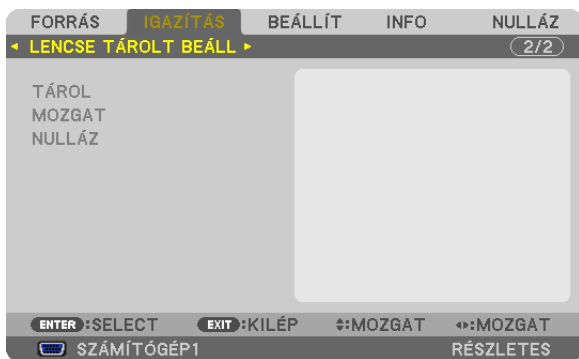 FORRÁS IGAZÍTÁS BEÁLLÍT INFO NULLÁZ
LENCSE TÁROLT BEÁLL 2/2
TÁROL
MOZGAT
NULLÁZ
ENTER :SELECT EXIT :KILÉP :MOZGAT :MOZGAT
SZÁMÍTÓGÉP1 RÉSZLETES